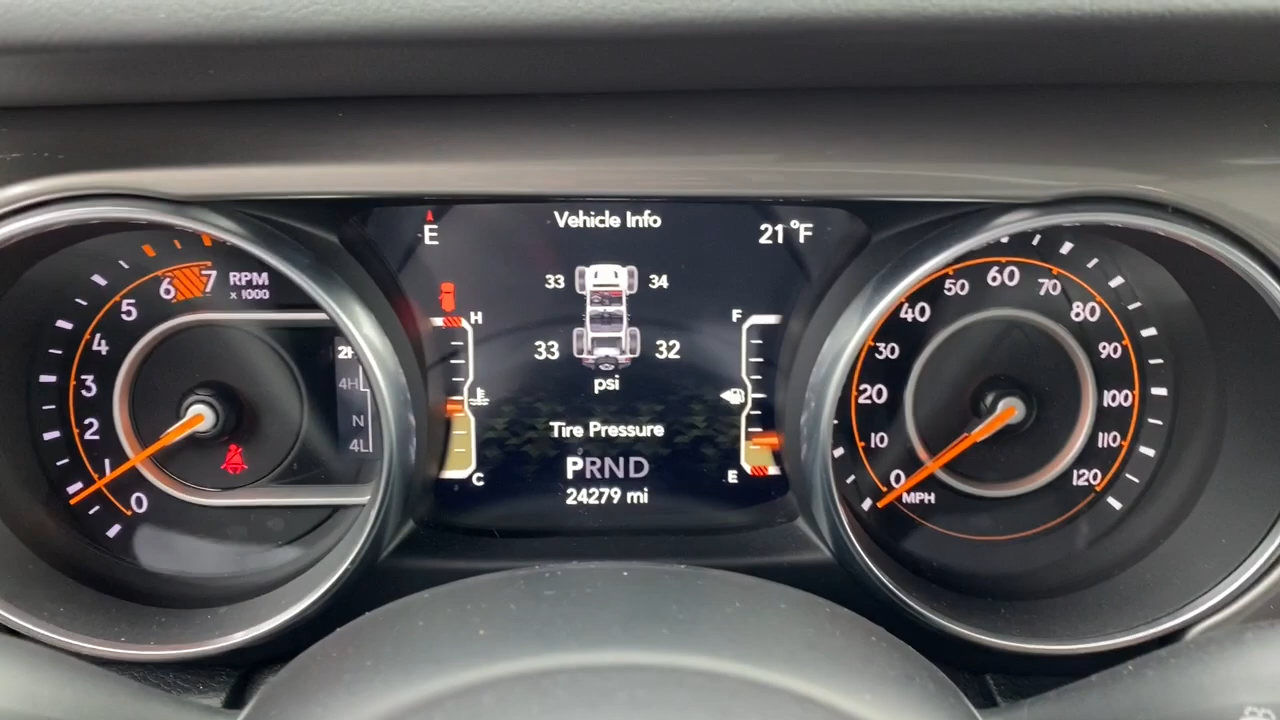 E
Vehicle Info
21°F
33 34
33 32
psi
Tire Pressure
PRND
24279 mi
H
C
F
E
0
1
2
3
4
5
6
7
RPM
x 1000
4H
N
4L
0
10
20
30
40
50
60
70
80
90
100
110
120
MPH